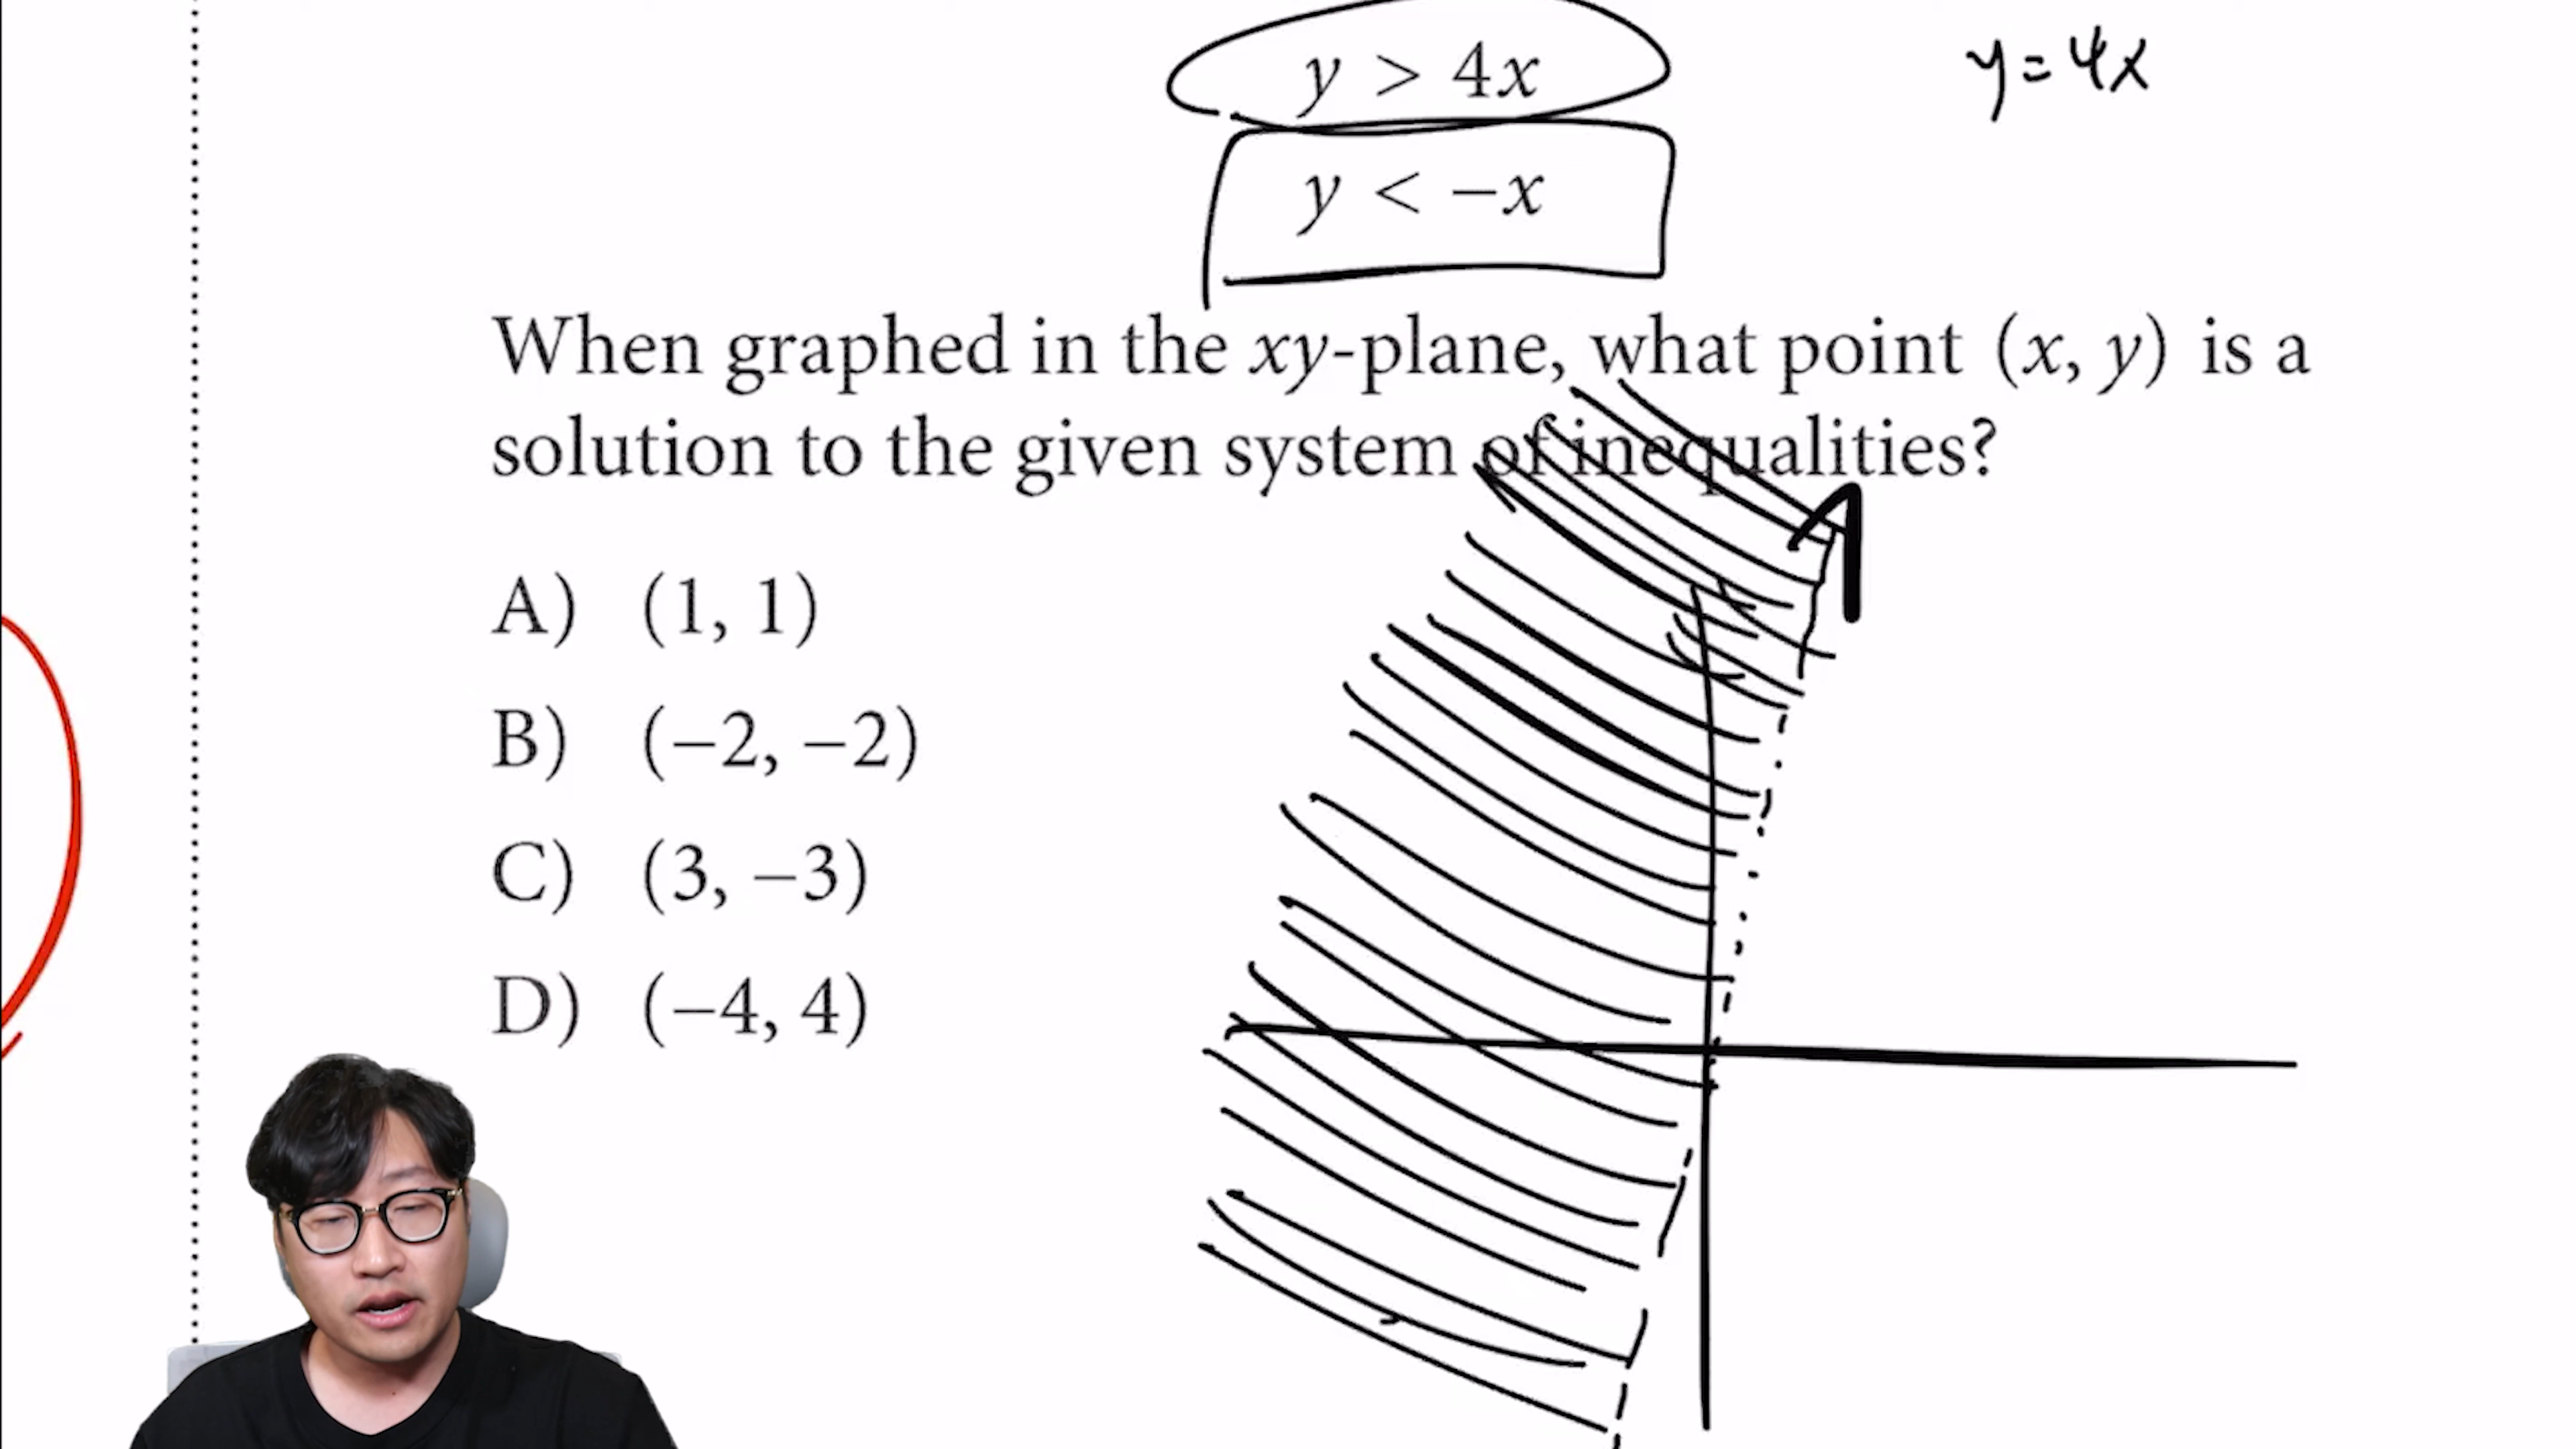 y > 4x
y = 4x
y < −x
When graphed in the xy-plane, what point (x, y) is a
solution to the given system of inequalities?
A) (1, 1)
B) (−2, −2)
C) (3, −3)
D) (−4, 4)